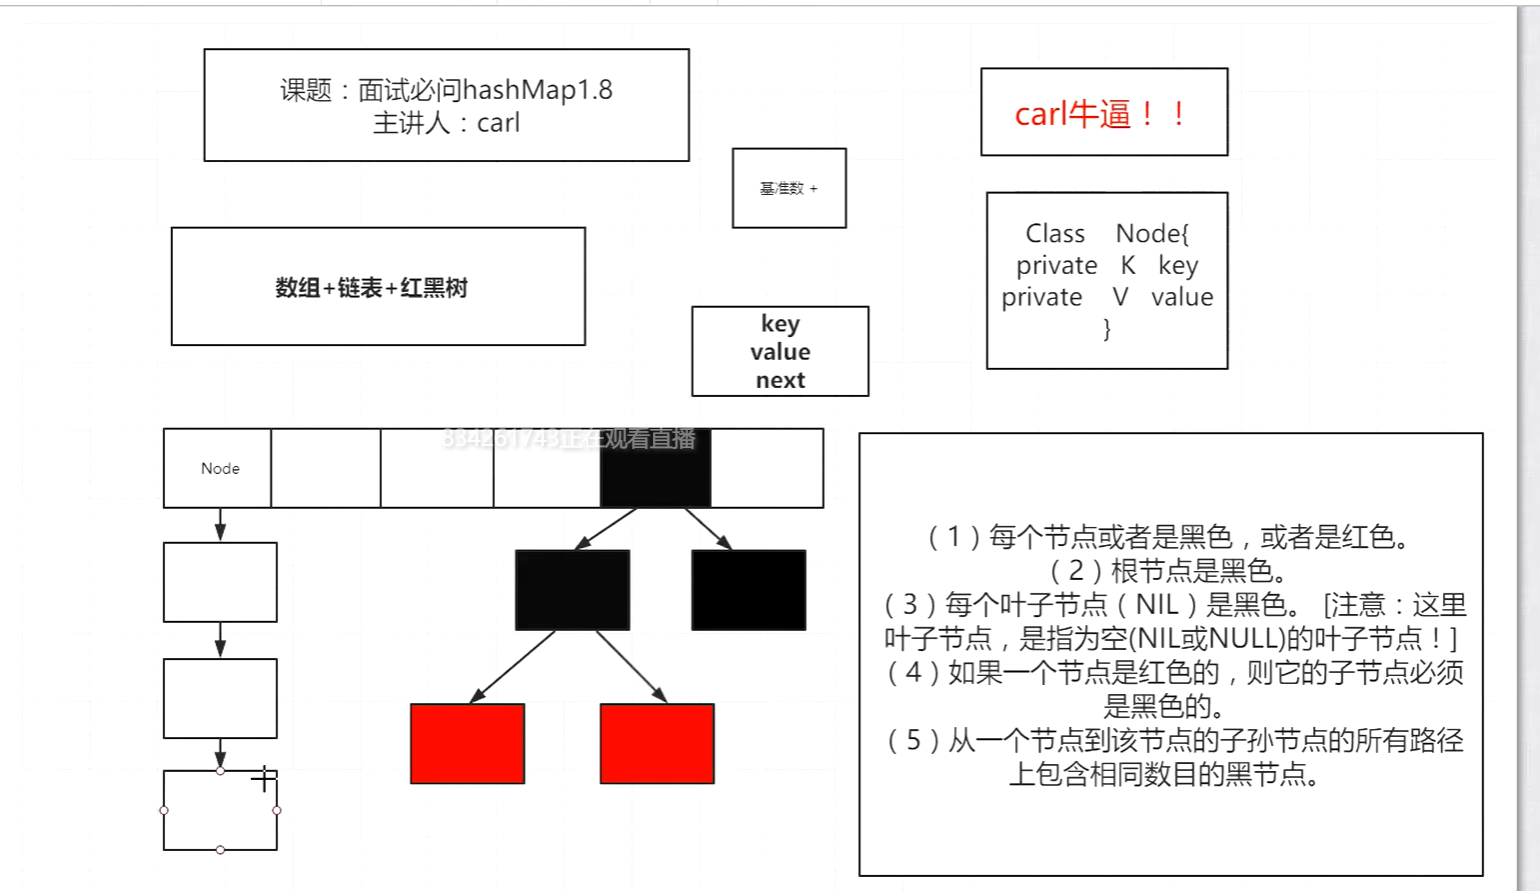 课题：面试必问hashMap1.8
主讲人：carl
carl牛逼！！
基准数 +
Class Node{
private K key
private V value
}
数组+链表+红黑树
key
value
next
834261743正在观看直播
Node
（1）每个节点或者是黑色，或者是红色。
（2）根节点是黑色。
（3）每个叶子节点（NIL）是黑色。 [注意：这里
叶子节点，是指为空(NIL或NULL)的叶子节点！]
（4）如果一个节点是红色的，则它的子节点必须
是黑色的。
（5）从一个节点到该节点的子孙节点的所有路径
上包含相同数目的黑节点。